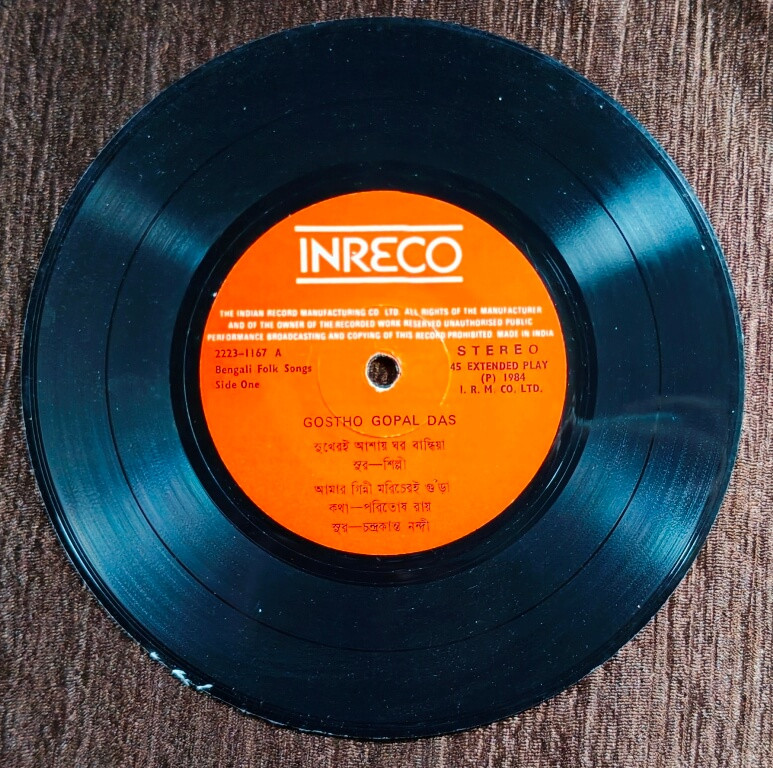 INRECO
THE INDIAN RECORD MANUFACTURING CO LTD. ALL RIGHTS OF THE MANUFACTURER
AND OF THE OWNER OF THE RECORDED WORK RESERVED UNAUTHORISED PUBLIC
PERFORMANCE BROADCASTING AND COPYING OF THIS RECORD PROHIBITED MADE IN INDIA
2223-1167 A
Bengali Folk Songs
Side One
STEREO
45 EXTENDED PLAY
(P) 1984
I. R. M. CO. LTD.
GOSTHO GOPAL DAS
সুখেরই আশায় ঘর বান্ধিয়া
সুর—শিল্পী
আমার গিন্নী মরিচেরই গুঁড়া
কথা—পরিতোষ রায়
সুর—চন্দ্রকান্ত নন্দী